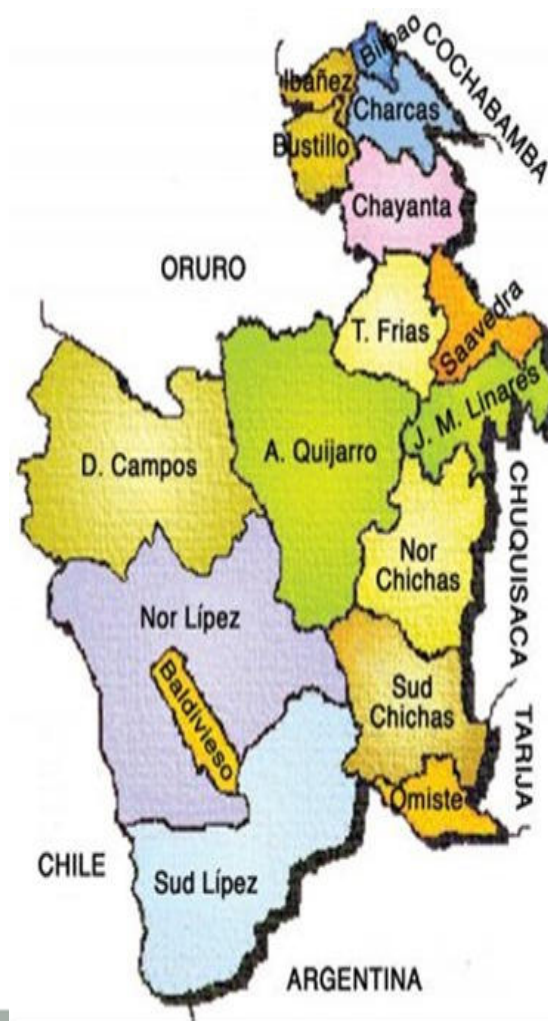 Bilbao
COCHABAMBA
Ibáñez
Charcas
Bustillo
Chayanta
ORURO
T. Frias
Saavedra
J. M. Linares
D. Campos
A. Quijarro
CHUQUISACA
Nor
Chichas
Nor Lípez
Baldivieso
Sud
Chichas
TARIJA
Omiste
CHILE
Sud Lípez
ARGENTINA